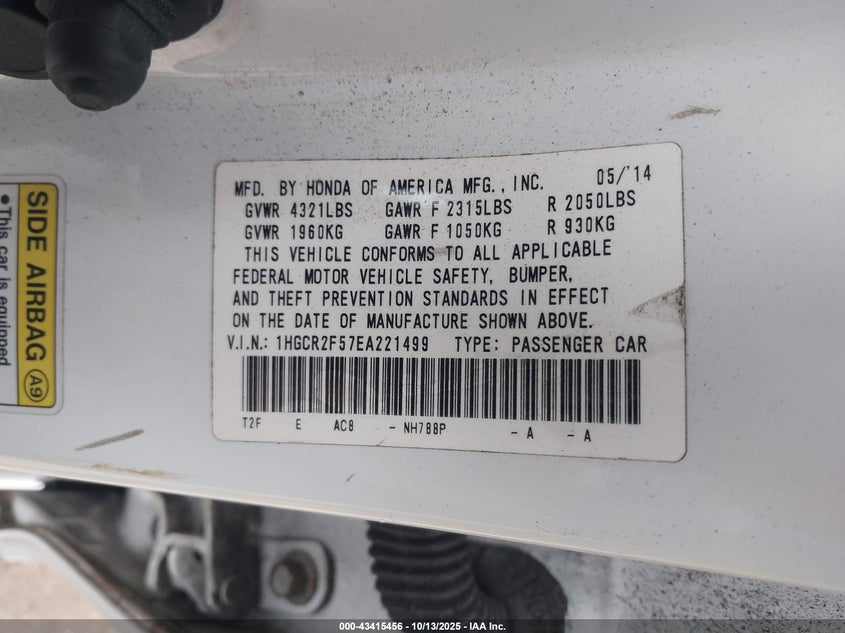 MFD. BY HONDA OF AMERICA MFG., INC. 05/'14
GVWR 4321LBS GAWR F 2315LBS R 2050LBS
GVWR 1960KG GAWR F 1050KG R 930KG
THIS VEHICLE CONFORMS TO ALL APPLICABLE
FEDERAL MOTOR VEHICLE SAFETY, BUMPER,
AND THEFT PREVENTION STANDARDS IN EFFECT
ON THE DATE OF MANUFACTURE SHOWN ABOVE.
V.I.N.: 1HGCR2F57EA221499 TYPE: PASSENGER CAR
T2F E AC8 - NH788P - A - A
SIDE AIRBAG A9
•This car is equipped
000-43415456 - 10/13/2025 - IAA Inc.